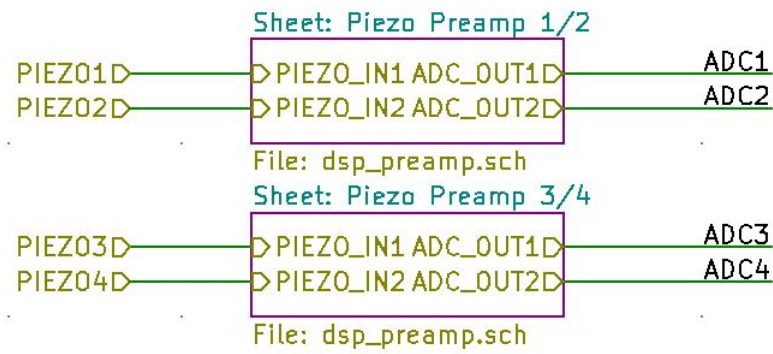 Sheet: Piezo Preamp 1/2
PIEZO1 PIEZO_IN1 ADC_OUT1 ADC1
PIEZO2 PIEZO_IN2 ADC_OUT2 ADC2
File: dsp_preamp.sch
Sheet: Piezo Preamp 3/4
PIEZO3 PIEZO_IN1 ADC_OUT1 ADC3
PIEZO4 PIEZO_IN2 ADC_OUT2 ADC4
File: dsp_preamp.sch